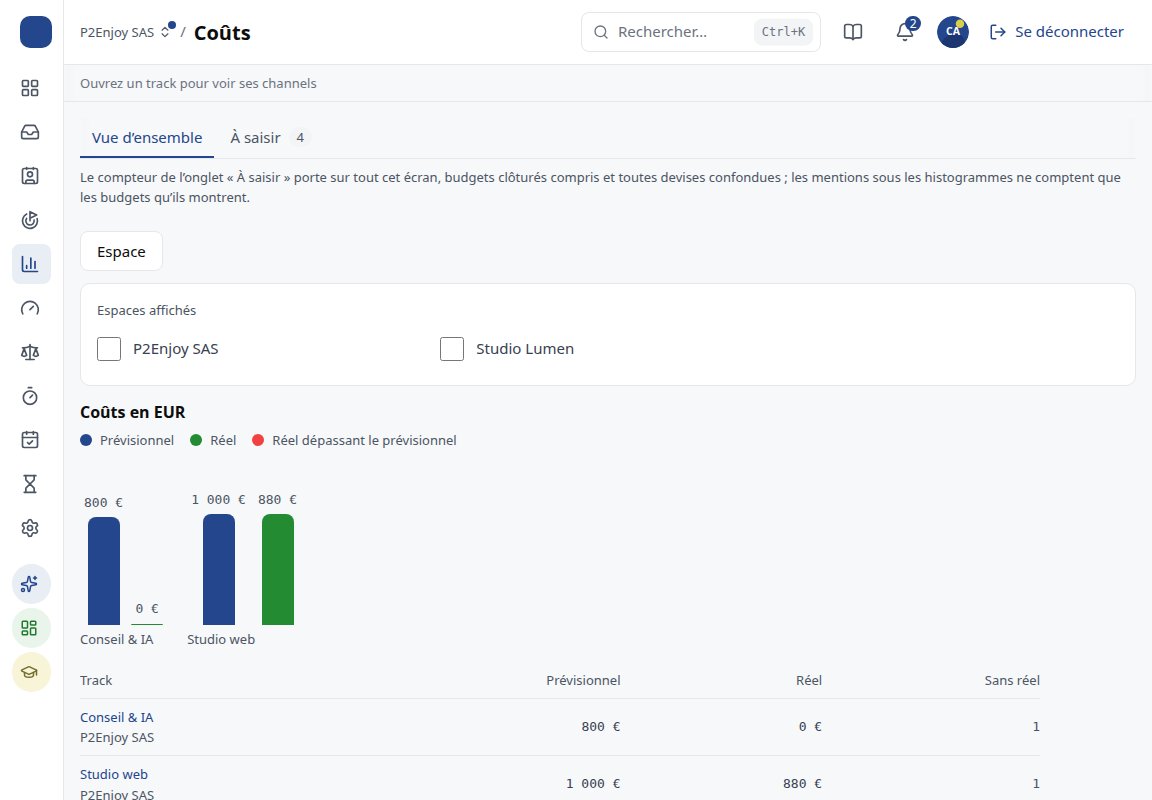 P2Enjoy SAS / Coûts
Rechercher... Ctrl+K
2
CA
Se déconnecter
Ouvrez un track pour voir ses channels
Vue d’ensemble À saisir 4
Le compteur de l’onglet « À saisir » porte sur tout cet écran, budgets clôturés compris et toutes devises confondues ; les mentions sous les histogrammes ne comptent que
les budgets qu’ils montrent.
Espace
Espaces affichés
P2Enjoy SAS Studio Lumen
Coûts en EUR
Prévisionnel Réel Réel dépassant le prévisionnel
800 € 1 000 € 880 €
0 €
Conseil & IA Studio web
Track Prévisionnel Réel Sans réel
Conseil & IA
P2Enjoy SAS
800 € 0 € 1
Studio web
P2Enjoy SAS
1 000 € 880 € 1